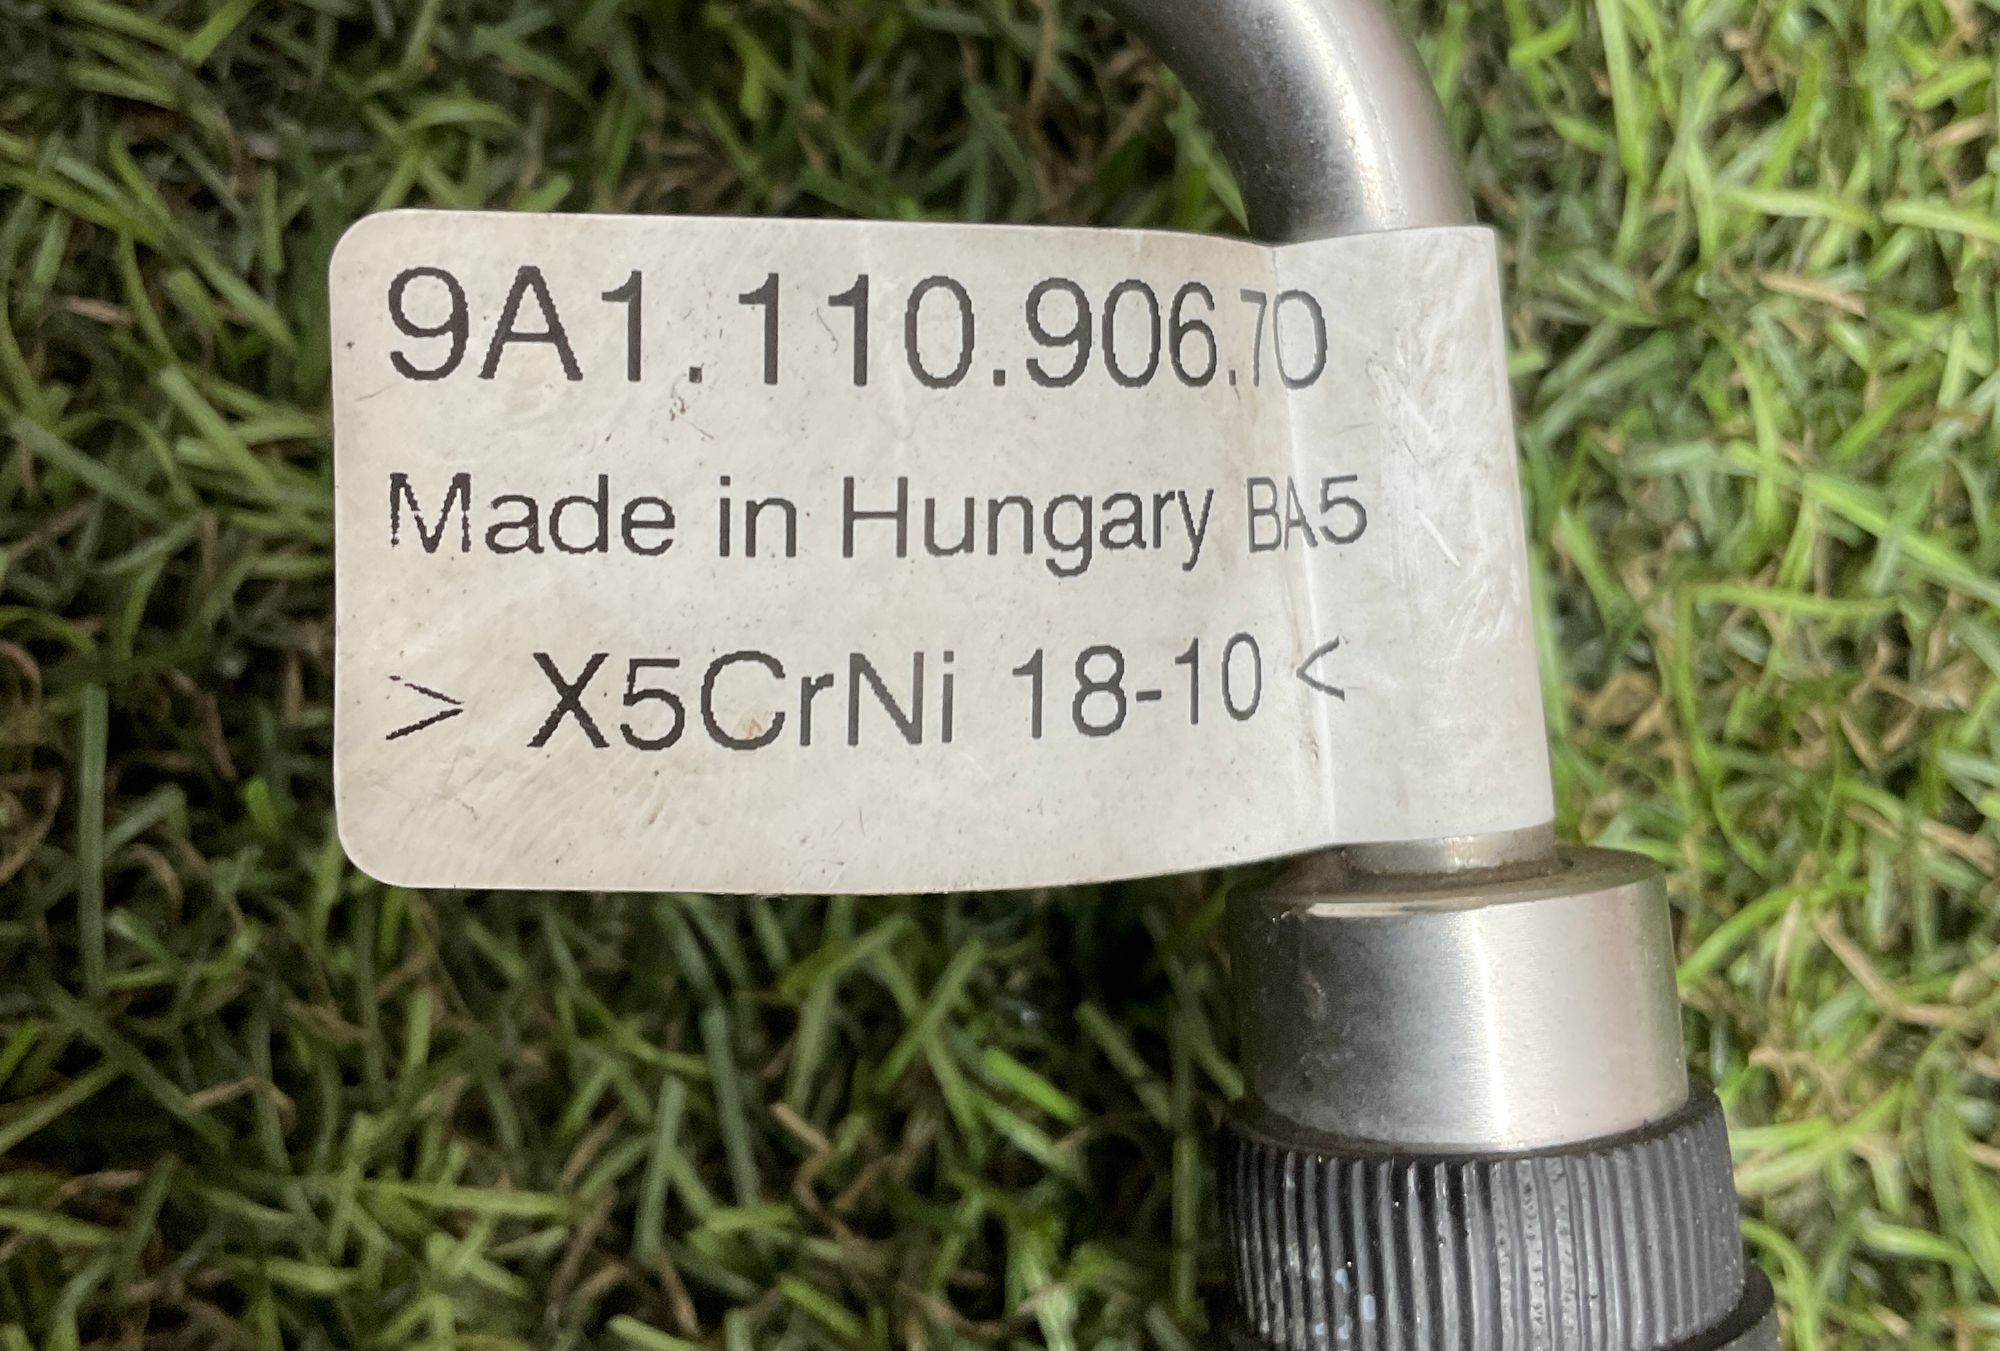 9A1.110.906.70
Made in Hungary BA5
> X5CrNi 18-10 <